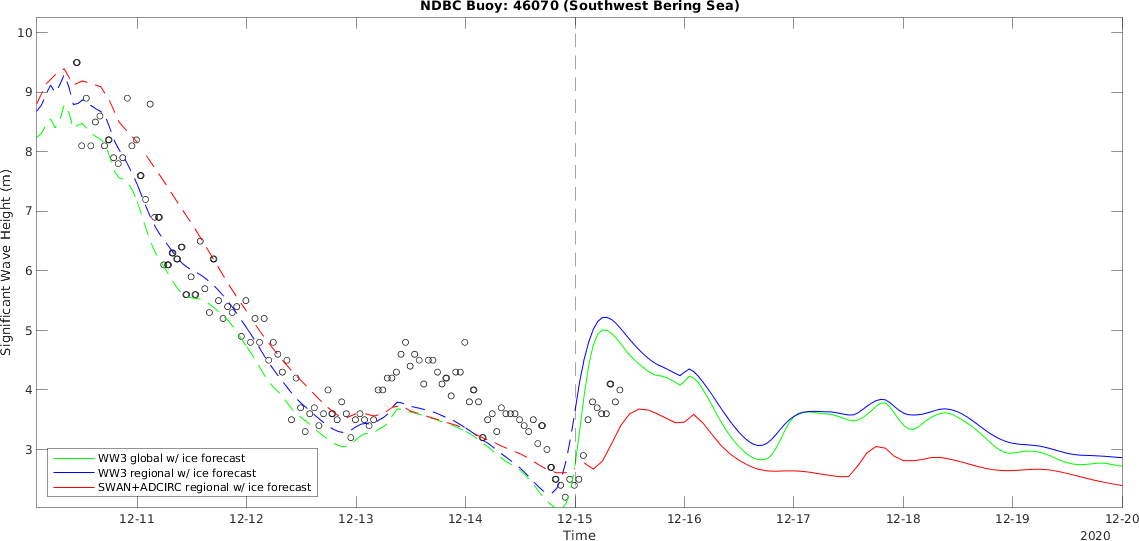 NDBC Buoy: 46070 (Southwest Bering Sea)
10
9
8
7
6
5
4
3
Significant Wave Height (m)
WW3 global w/ ice forecast
WW3 regional w/ ice forecast
SWAN+ADCIRC regional w/ ice forecast
12-11 12-12 12-13 12-14 12-15 12-16 12-17 12-18 12-19 12-20
Time
2020